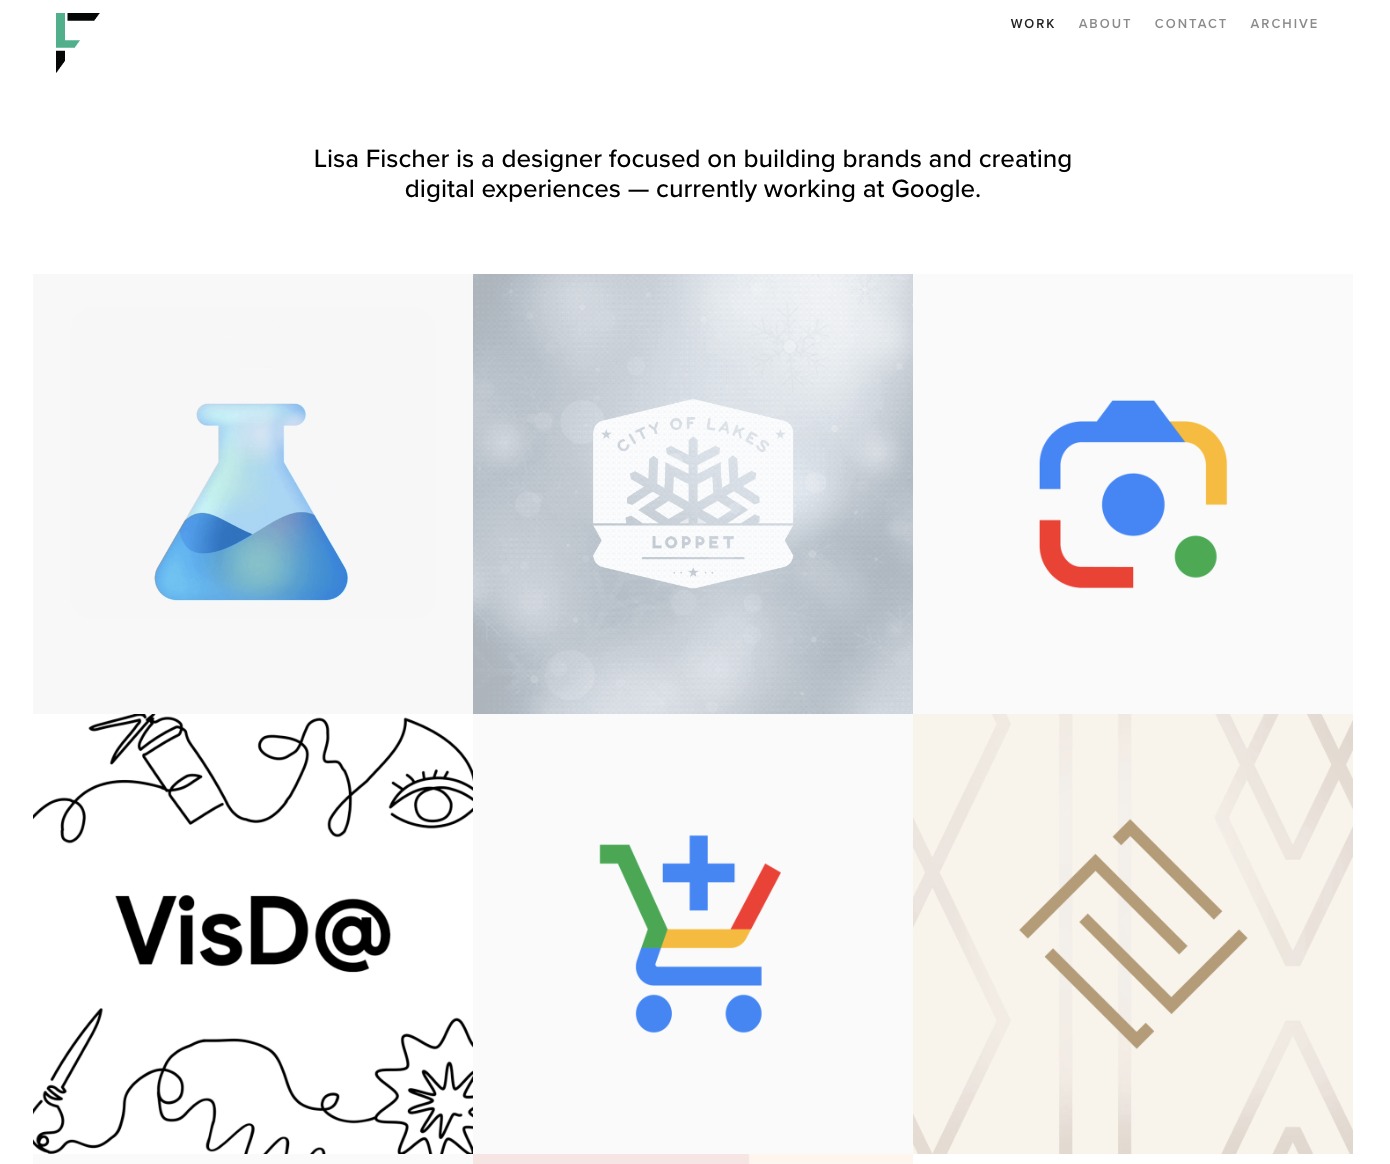 WORK ABOUT CONTACT ARCHIVE
Lisa Fischer is a designer focused on building brands and creating
digital experiences — currently working at Google.
CITY OF LAKES
LOPPET
VisD@